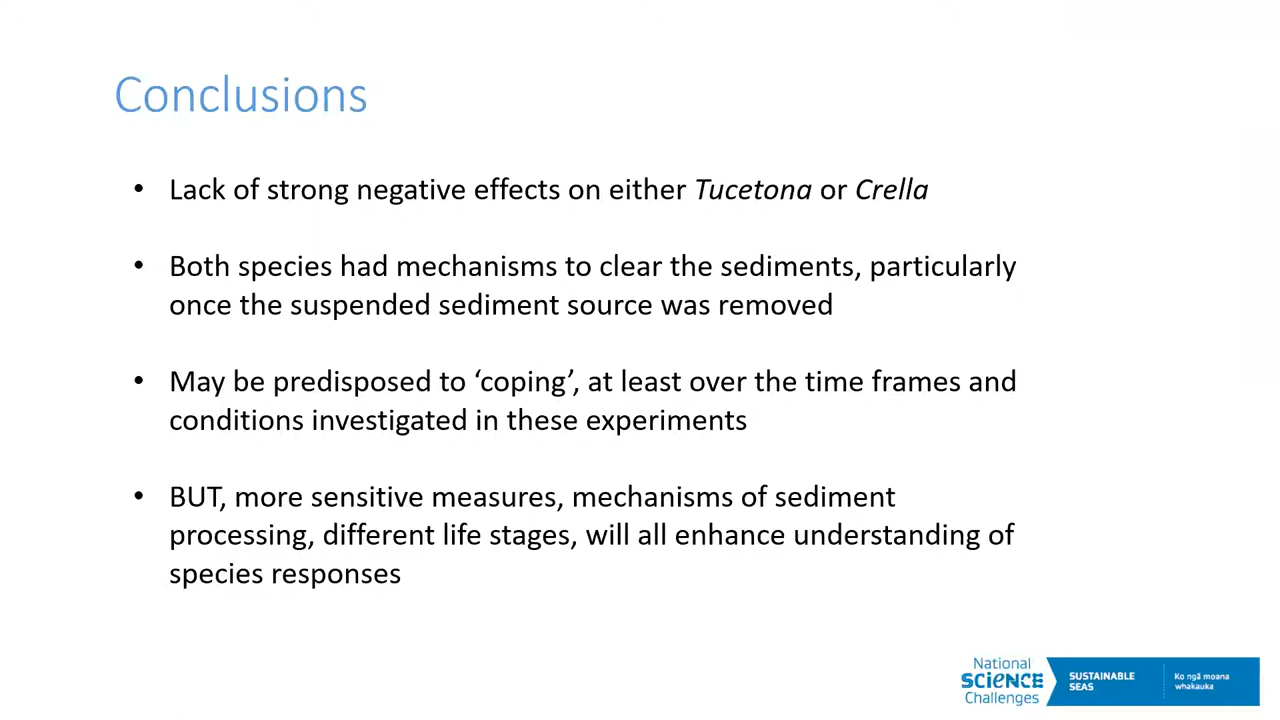 Conclusions
• Lack of strong negative effects on either Tucetona or Crella
• Both species had mechanisms to clear the sediments, particularly
once the suspended sediment source was removed
• May be predisposed to ‘coping’, at least over the time frames and
conditions investigated in these experiments
• BUT, more sensitive measures, mechanisms of sediment
processing, different life stages, will all enhance understanding of
species responses
National
SCIENCE
Challenges
SUSTAINABLE
SEAS
Ko ngā moana
whakauka